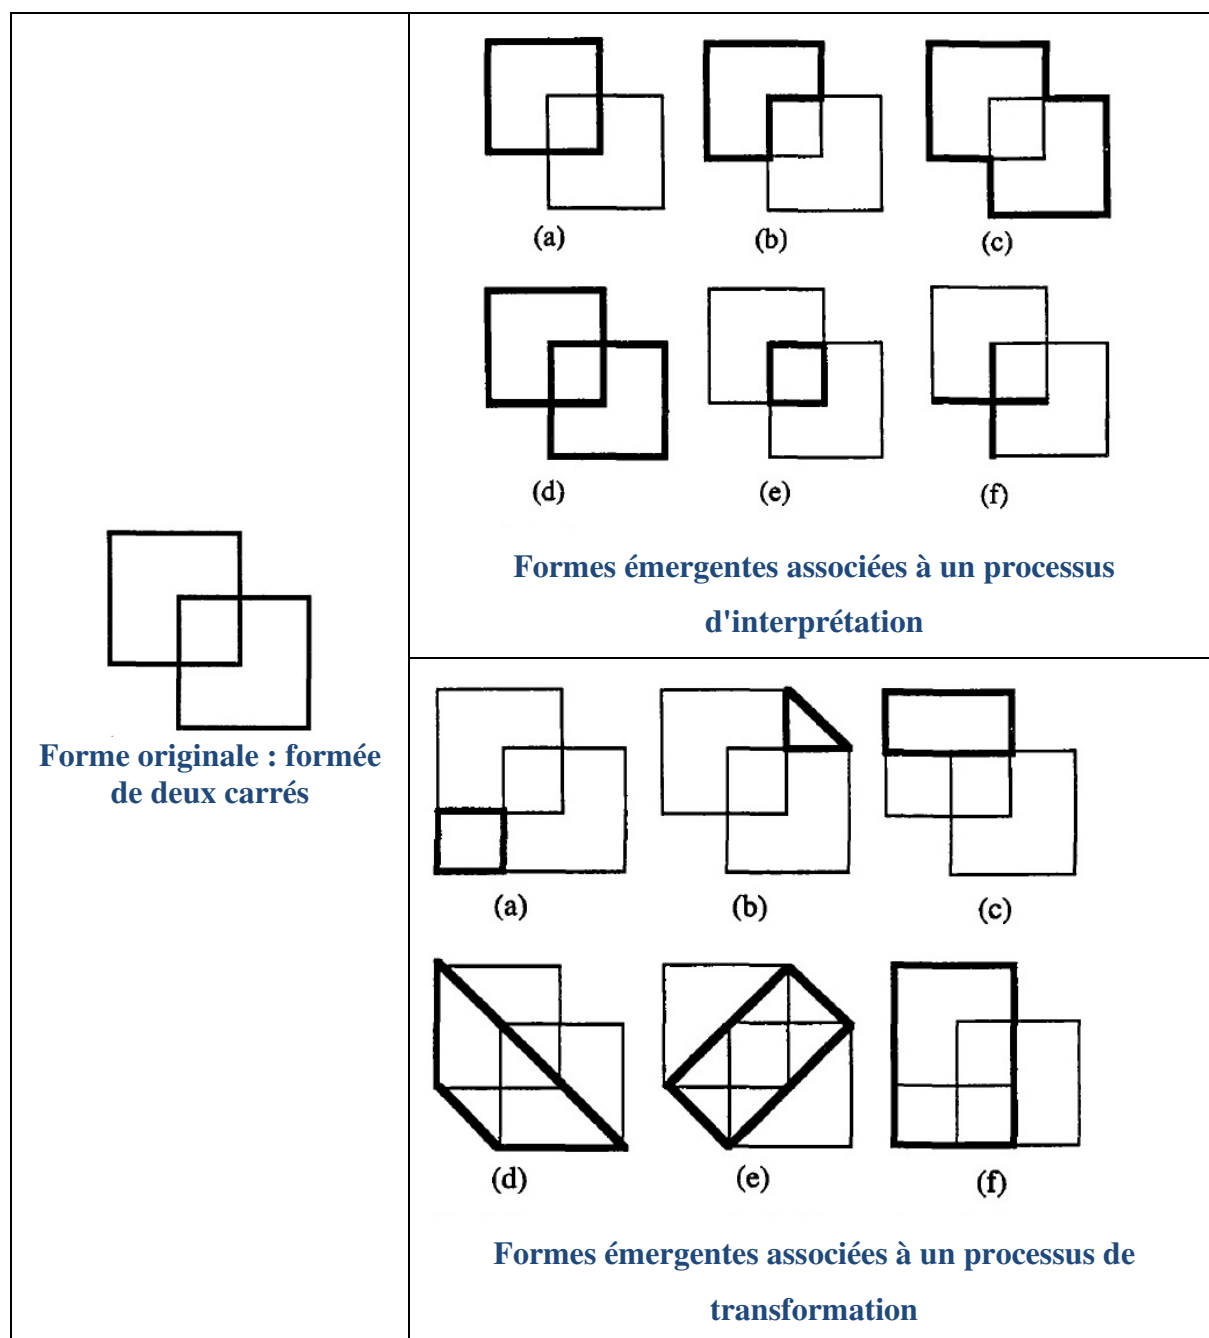 Forme originale : formée
de deux carrés
(a)
(b)
(c)
(d)
(e)
(f)
Formes émergentes associées à un processus
d'interprétation
(a)
(b)
(c)
(d)
(e)
(f)
Formes émergentes associées à un processus de
transformation